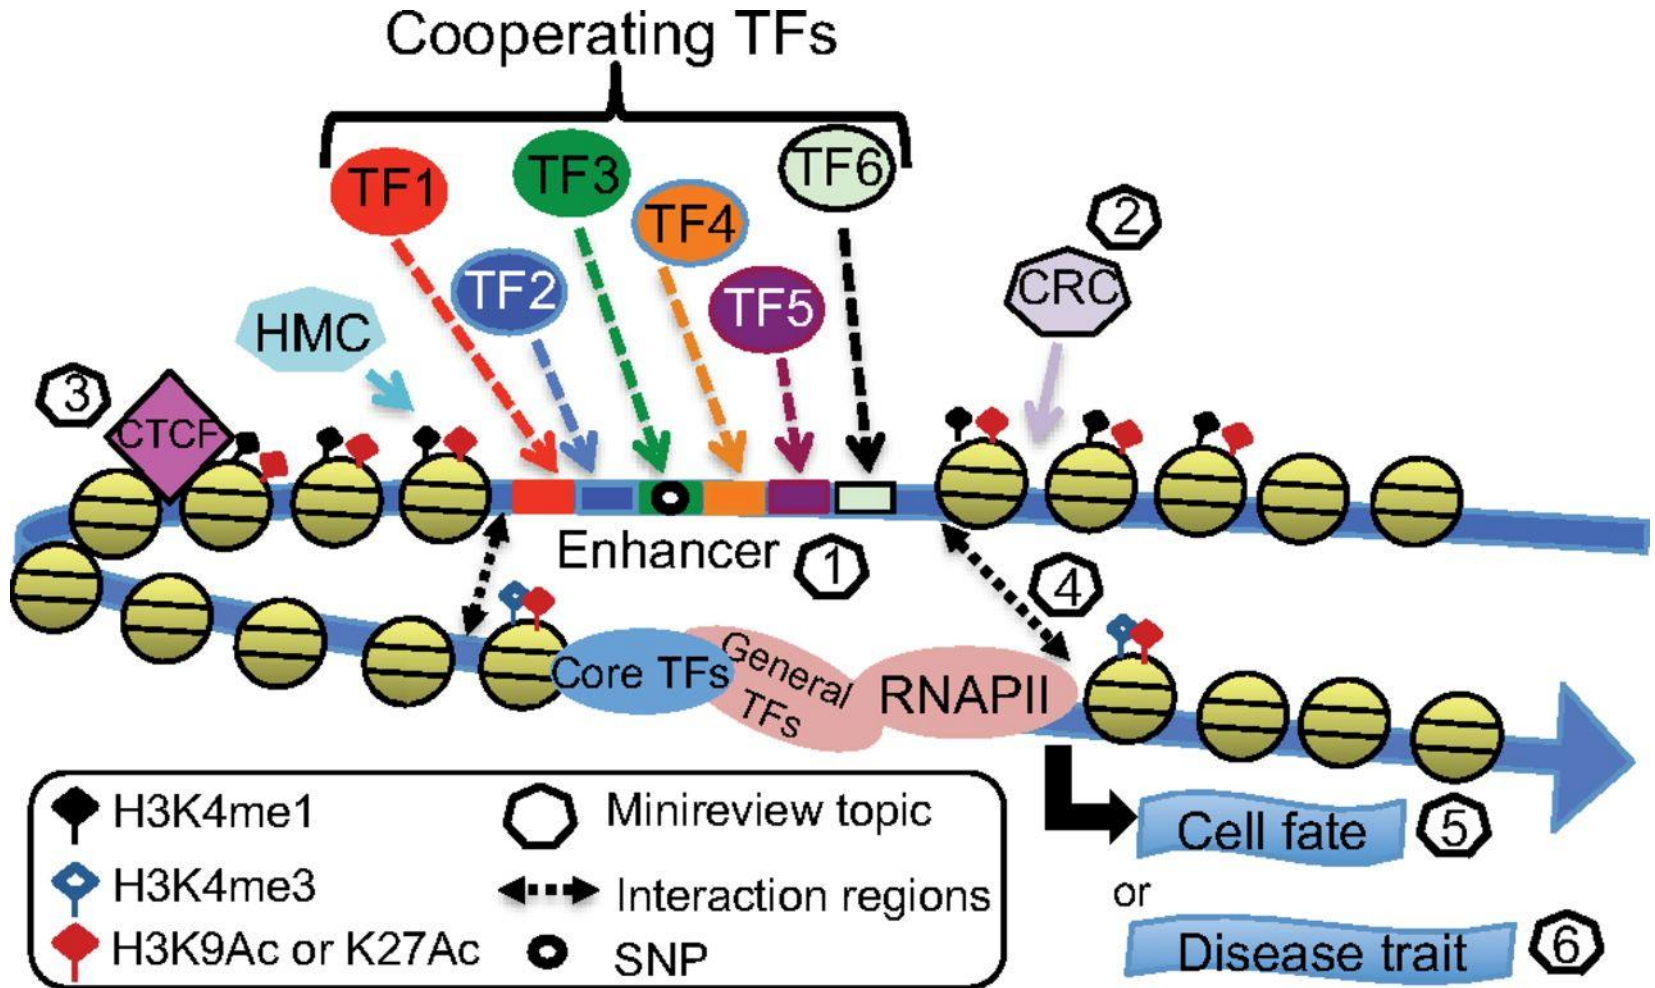 Cooperating TFs
TF1
TF3
TF6
TF4
TF2
TF5
2
CRC
HMC
3
CTCF
Enhancer
1
4
Core TFs
General
TFs
RNAPII
H3K4me1
H3K4me3
H3K9Ac or K27Ac
Minireview topic
Interaction regions
SNP
Cell fate
5
or
Disease trait
6